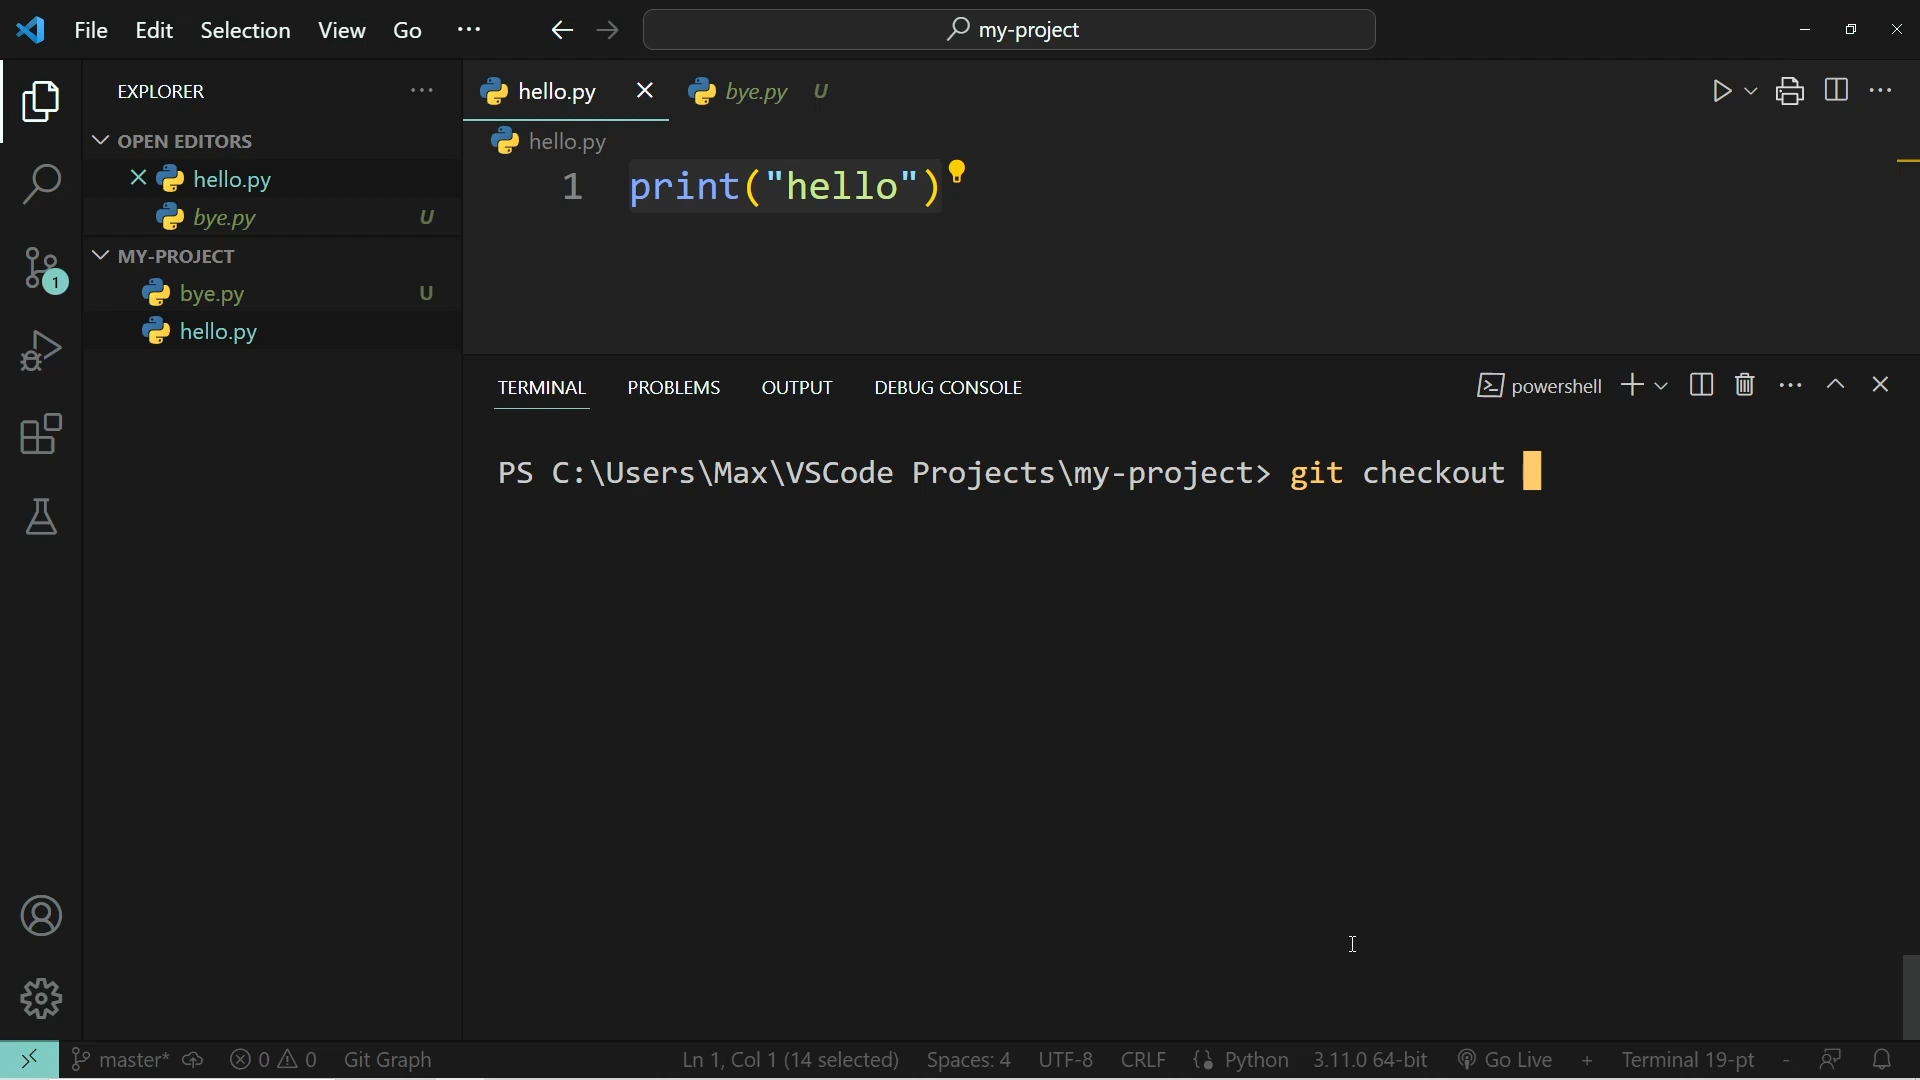 File Edit Selection View Go ··· my-project
EXPLORER ···
hello.py bye.py U
OPEN EDITORS
hello.py
hello.py
bye.py U
1 print("hello")
MY-PROJECT
bye.py U
hello.py
1
TERMINAL PROBLEMS OUTPUT DEBUG CONSOLE powershell
PS C:\Users\Max\VSCode Projects\my-project> git checkout
master* 0 0 Git Graph Ln 1, Col 1 (14 selected) Spaces: 4 UTF-8 CRLF Python 3.11.0 64-bit Go Live + Terminal 19-pt -